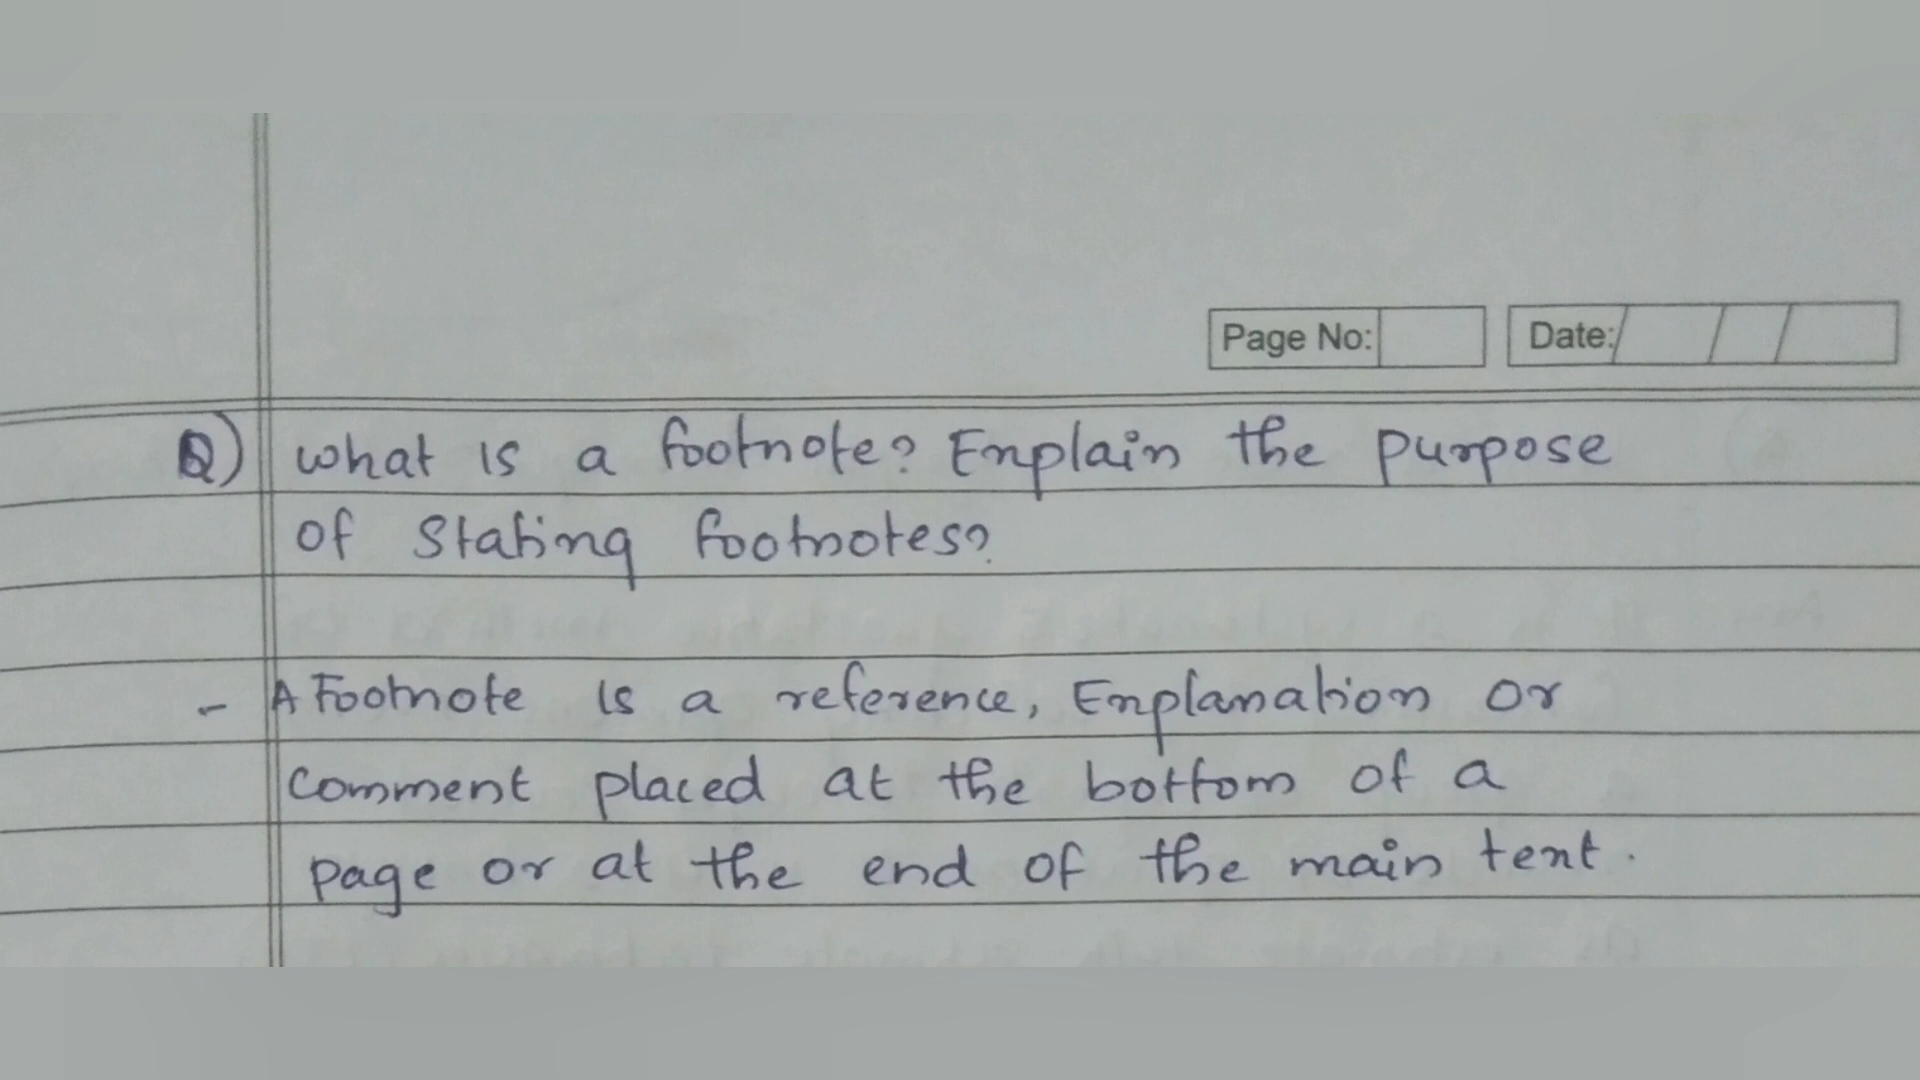 Page No: Date: / / /
Q) what is a footnote? Explain the purpose
of stating footnotes?
- A Footnote is a reference, Explanation or
comment placed at the bottom of a
page or at the end of the main text.